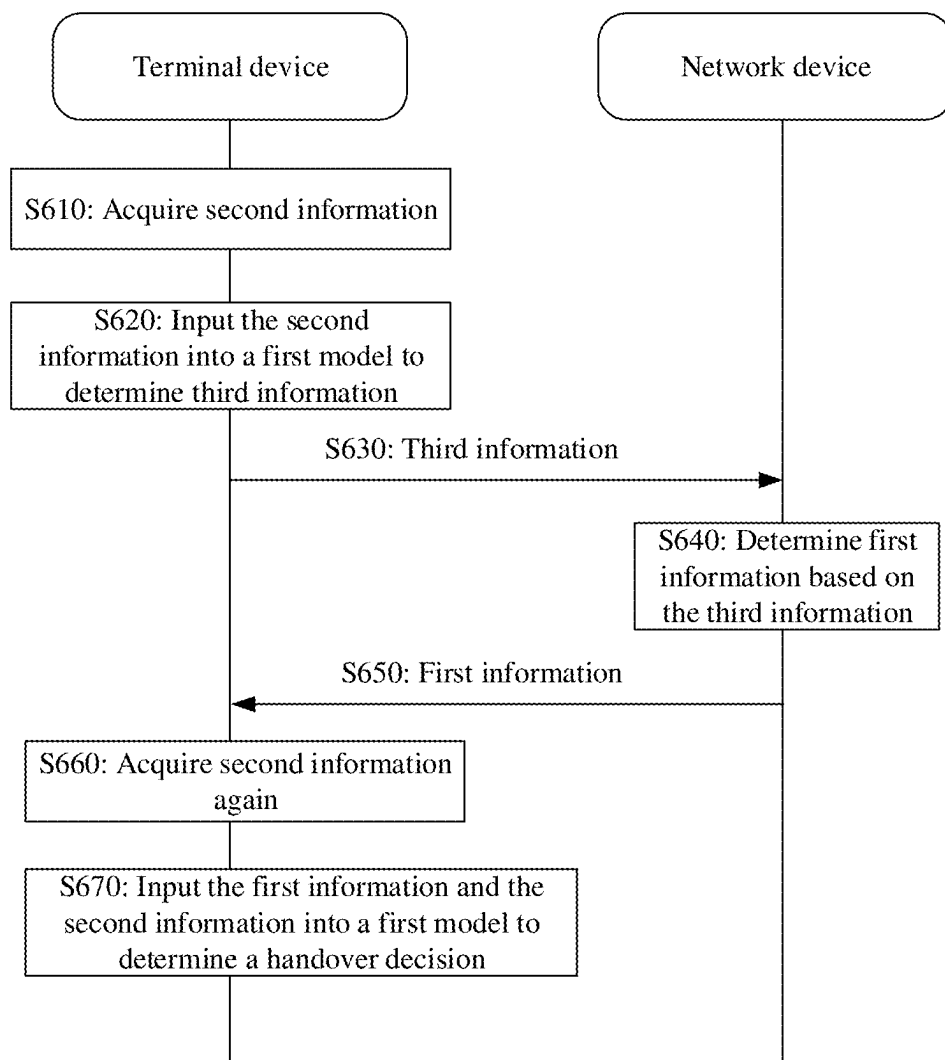 Terminal device
Network device
S610: Acquire second information
S620: Input the second
information into a first model to
determine third information
S630: Third information
S640: Determine first
information based on
the third information
S650: First information
S660: Acquire second information
again
S670: Input the first information and the
second information into a first model to
determine a handover decision